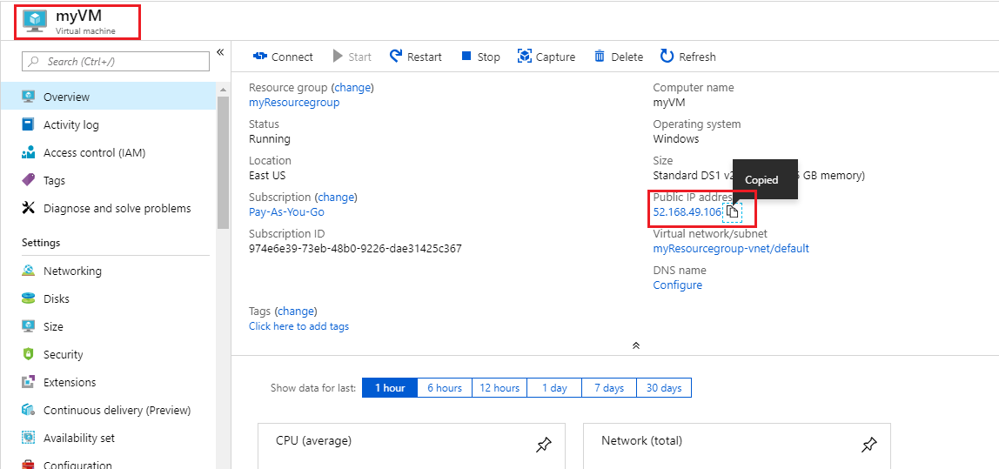 myVM
Virtual machine
Search (Ctrl+/)
«
Overview
Activity log
Access control (IAM)
Tags
Diagnose and solve problems
Settings
Networking
Disks
Size
Security
Extensions
Continuous delivery (Preview)
Availability set
Configuration
Connect Start Restart Stop Capture Delete Refresh
Resource group (change)
myResourcegroup
Status
Running
Location
East US
Subscription (change)
Pay-As-You-Go
Subscription ID
974e6e39-73eb-48b0-9226-dae31425c367
Computer name
myVM
Operating system
Windows
Size
Standard DS1 GB memory)
Copied
Public IP
52.168.49.106
Virtual network/subnet
myResourcegroup-vnet/default
DNS name
Configure
Tags (change)
Click here to add tags
Show data for last: 1 hour 6 hours 12 hours 1 day 7 days 30 days
CPU (average)
Network (total)